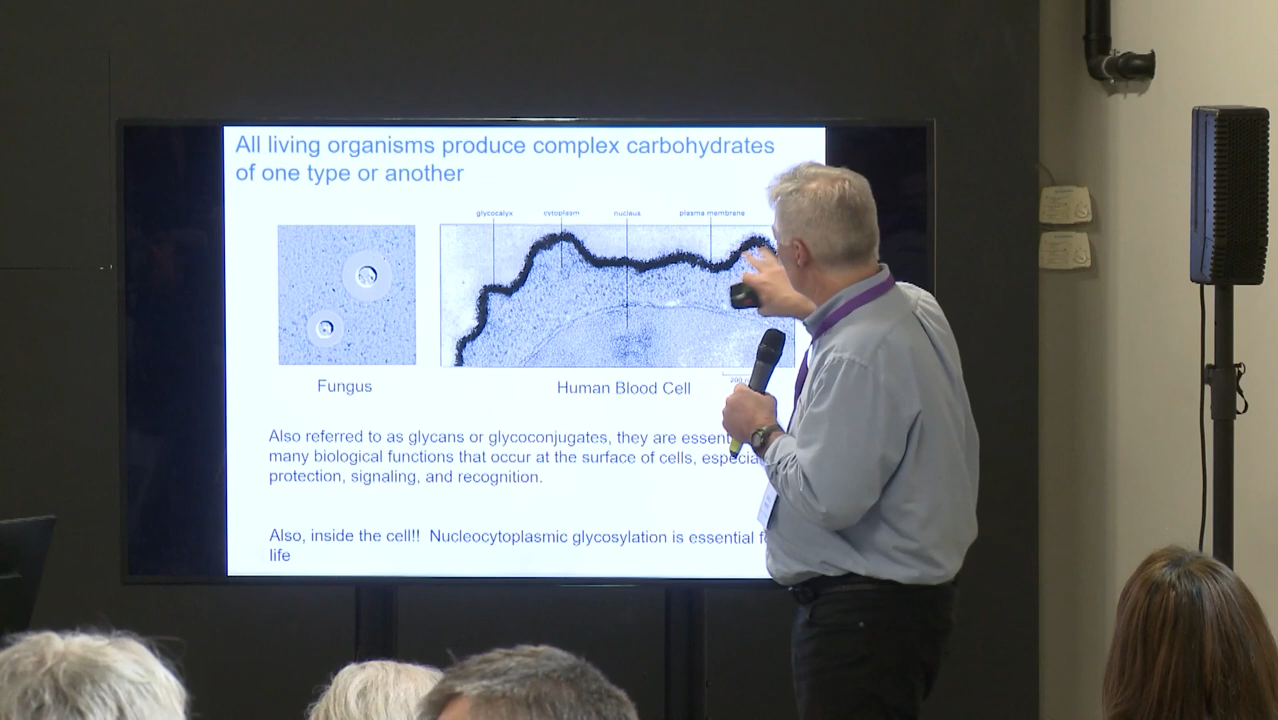 All living organisms produce complex carbohydrates
of one type or another
glycocalyx cytoplasm nucleus plasma membrane
Fungus
Human Blood Cell
200
Also referred to as glycans or glycoconjugates, they are
many biological functions that occur at the surface of cells,
protection, signaling, and recognition.
Also, inside the cell!! Nucleocytoplasmic glycosylation is essential
life